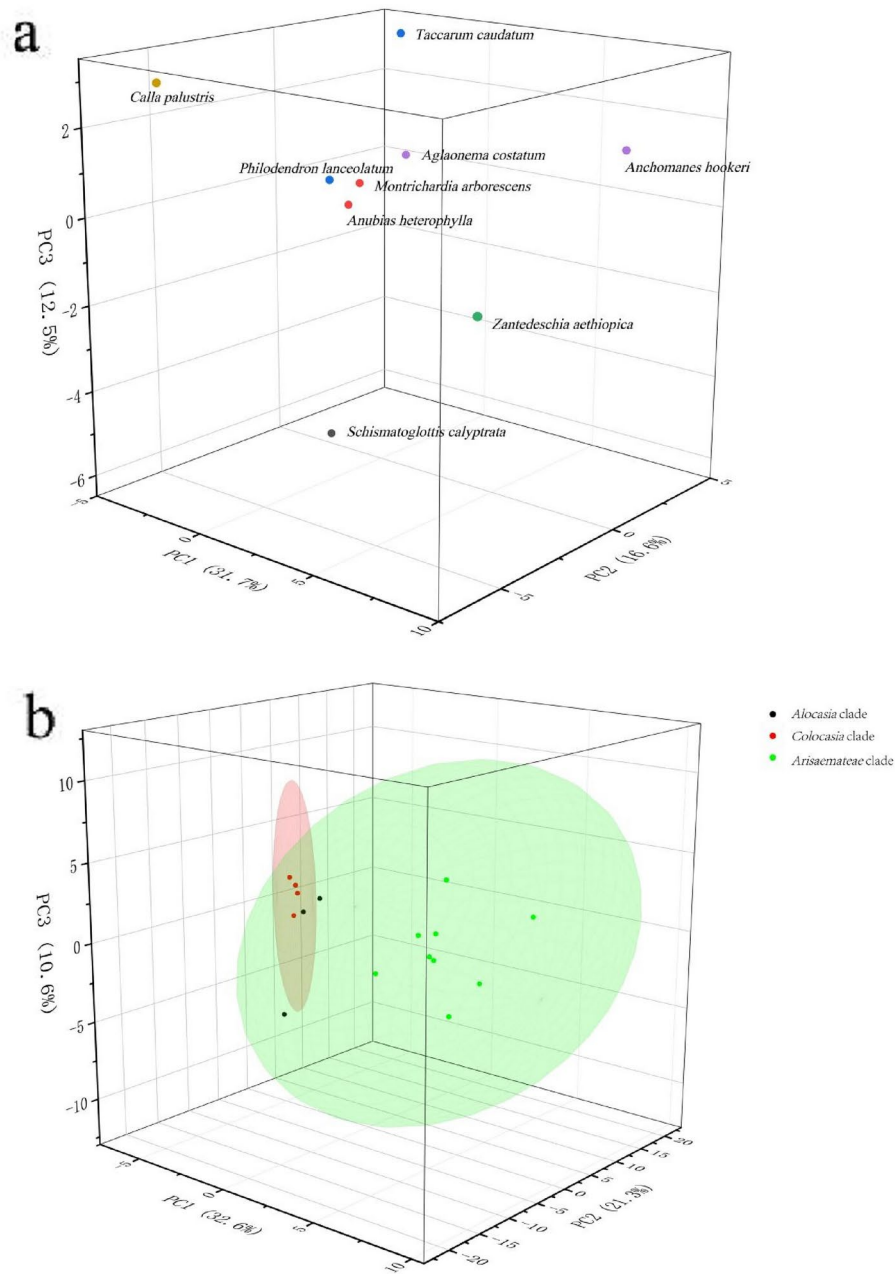 a
Taccarum caudatum
Calla palustris
Aglaonema costatum
Anchomanes hookeri
Philodendron lanceolatum
Montrichardia arborescens
Anubias heterophylla
Zantedeschia aethiopica
Schismatoglottis calyptrata
2
0
-2
-4
-6
PC3 (12.5%)
0
5
10
PC1 (31.7%)
-5
0
5
PC2 (16.6%)
b
Alocasia clade
Colocasia clade
Arisaemateae clade
10
5
0
-5
-10
PC3 (10.6%)
-5
0
5
10
PC1 (32.6%)
-20
-15
-10
-5
0
5
10
15
20
PC2 (21.3%)